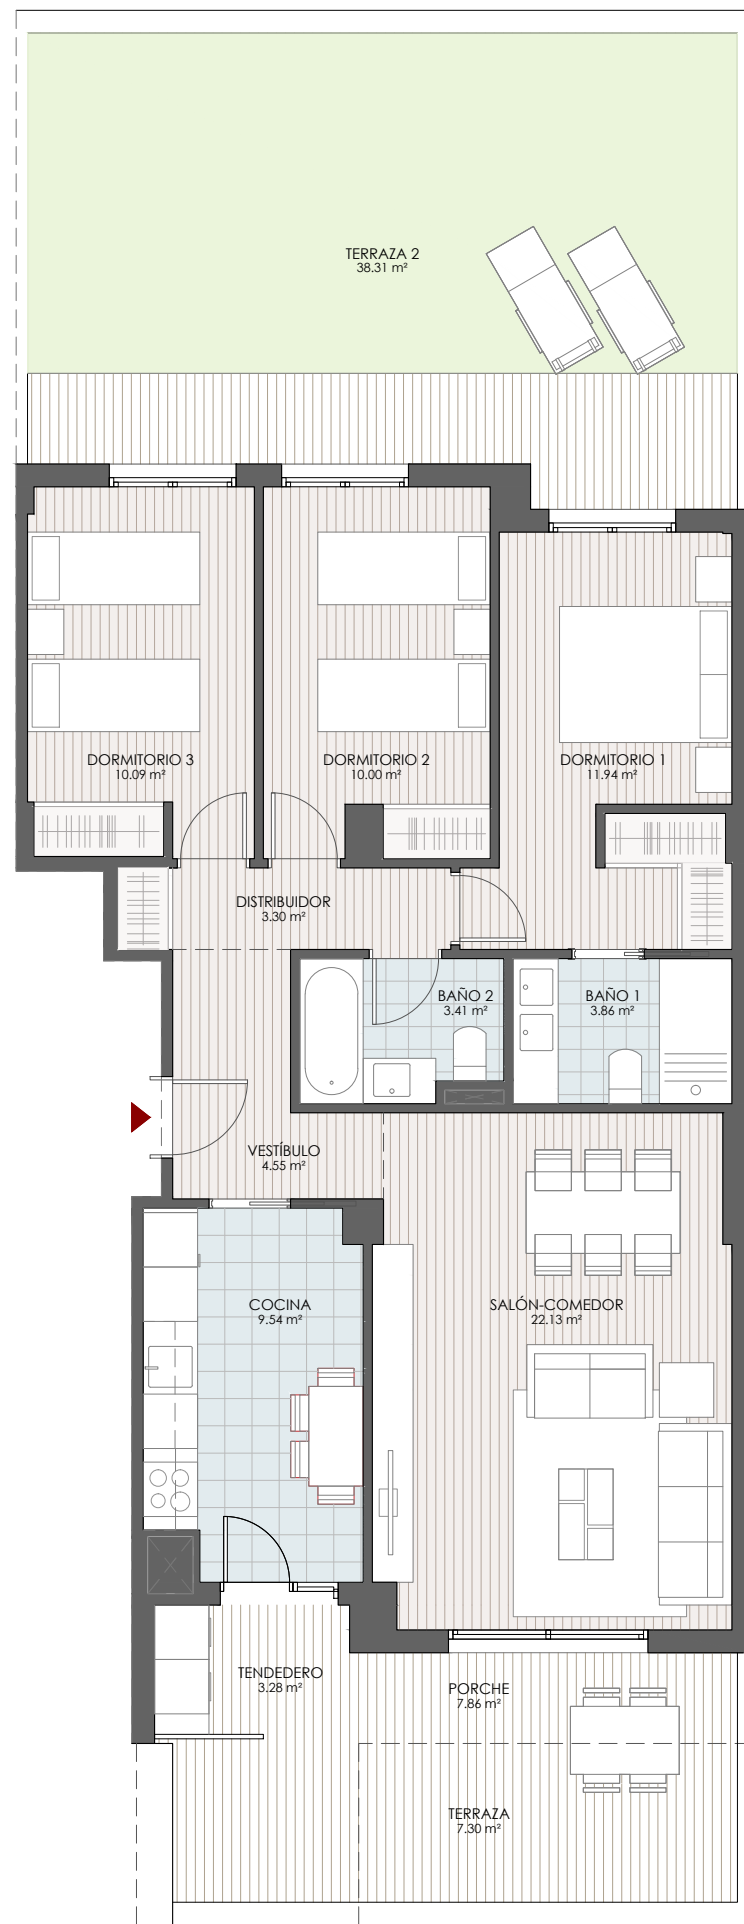 TERRAZA 2
38.31 m²
DORMITORIO 3
10.09 m²
DORMITORIO 2
10.00 m²
DORMITORIO 1
11.94 m²
DISTRIBUIDOR
3.30 m²
BAÑO 2
3.41 m²
BAÑO 1
3.86 m²
VESTÍBULO
4.55 m²
COCINA
9.54 m²
SALÓN-COMEDOR
22.13 m²
TENDEDERO
3.28 m²
PORCHE
7.86 m²
TERRAZA
7.30 m²